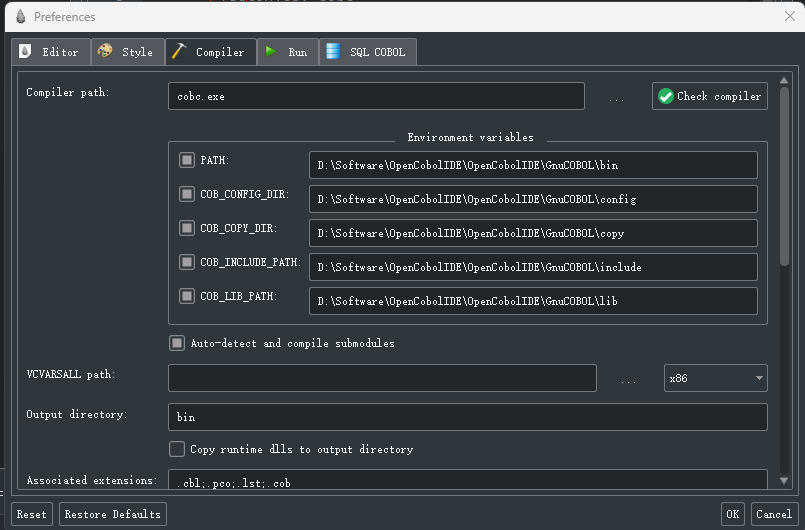 Preferences
Editor Style Compiler Run SQL COBOL
Compiler path: cobc.exe ... Check compiler
Environment variables
PATH: D:\Software\OpenCobolIDE\OpenCobolIDE\GnuCOBOL\bin
COB_CONFIG_DIR: D:\Software\OpenCobolIDE\OpenCobolIDE\GnuCOBOL\config
COB_COPY_DIR: D:\Software\OpenCobolIDE\OpenCobolIDE\GnuCOBOL\copy
COB_INCLUDE_PATH: D:\Software\OpenCobolIDE\OpenCobolIDE\GnuCOBOL\include
COB_LIB_PATH: D:\Software\OpenCobolIDE\OpenCobolIDE\GnuCOBOL\lib
Auto-detect and compile submodules
VCVARSALL path: ... x86
Output directory: bin
Copy runtime dlls to output directory
Associated extensions: .cbl;.pco;.lst;.cob
Reset Restore Defaults OK Cancel